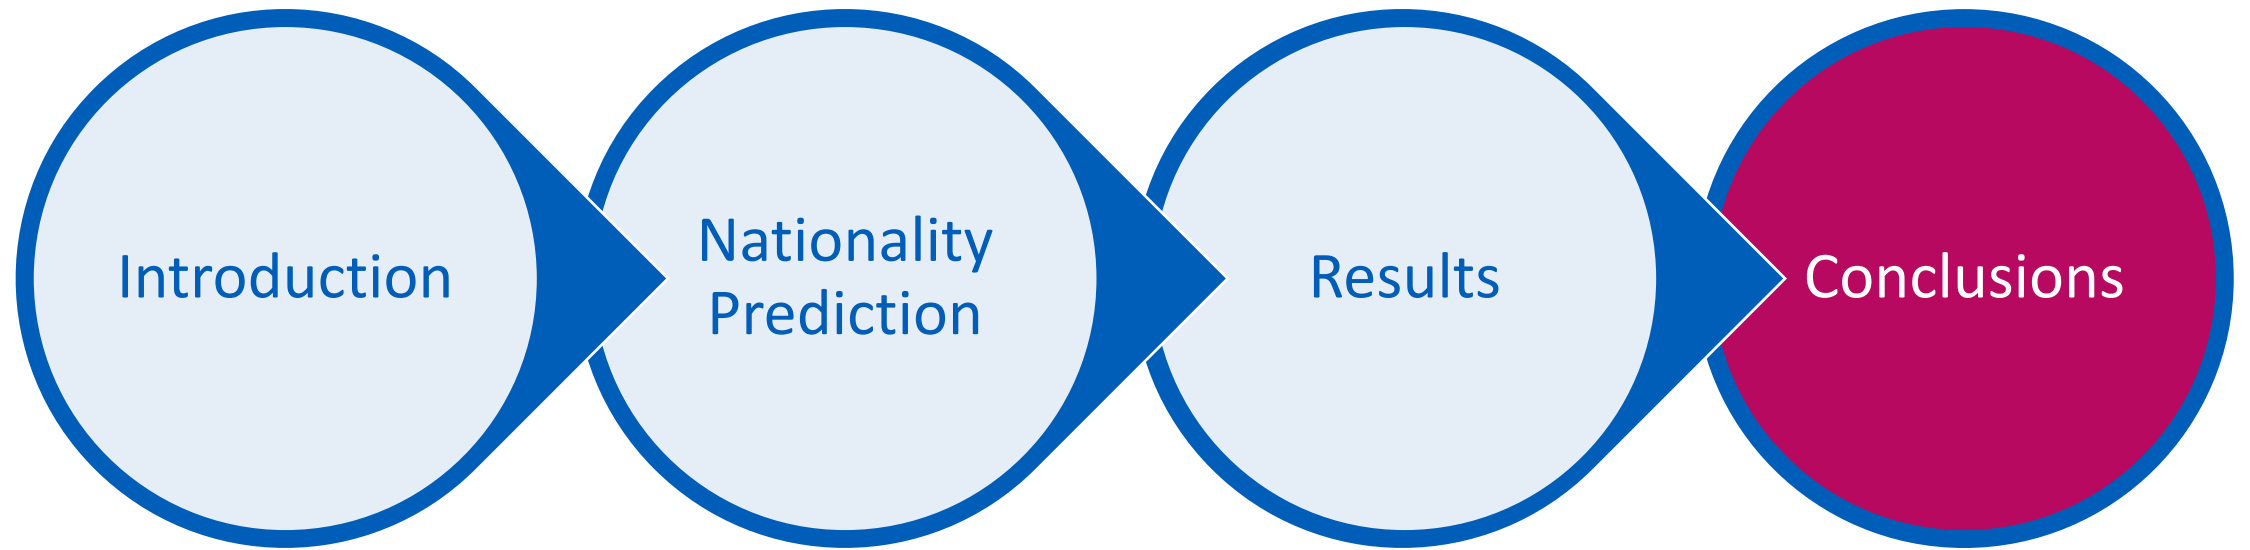 Introduction
Nationality
Prediction
Results
Conclusions